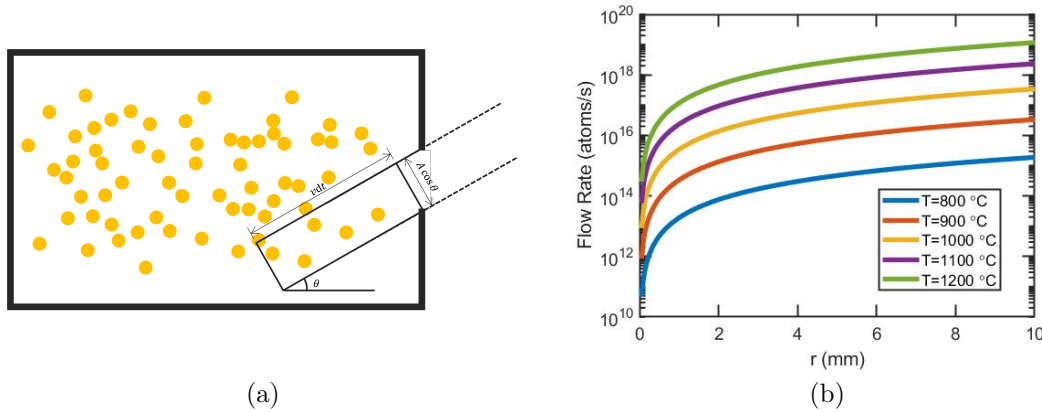 vdt
A cos θ
θ
(a)
Flow Rate (atoms/s)
10^20
10^18
10^16
10^14
10^12
10^10
T=800 °C
T=900 °C
T=1000 °C
T=1100 °C
T=1200 °C
0 2 4 6 8 10
r (mm)
(b)